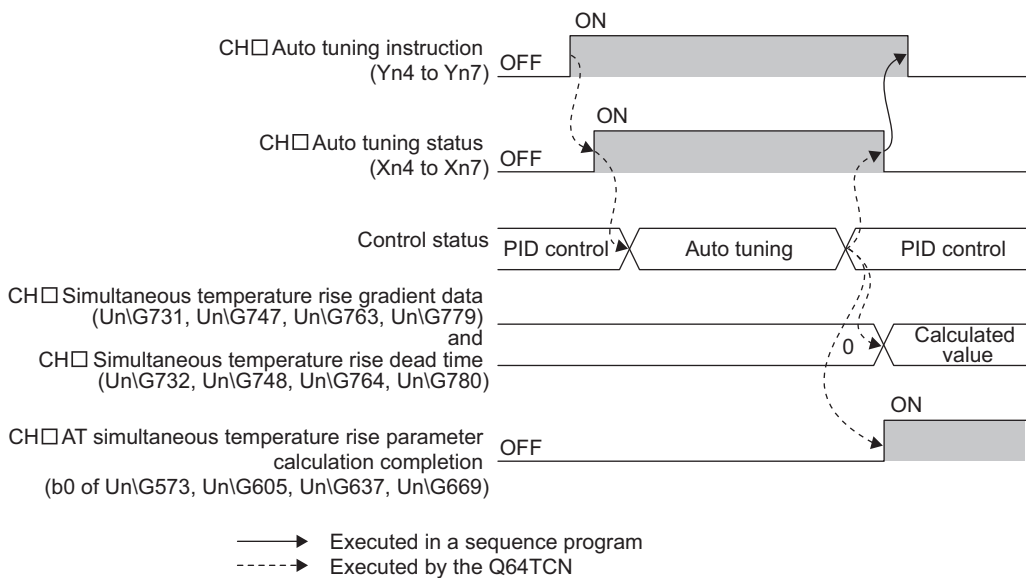 ON
CH□ Auto tuning instruction
(Yn4 to Yn7)
OFF
ON
CH□ Auto tuning status
(Xn4 to Xn7)
OFF
Control status
PID control
Auto tuning
PID control
CH□ Simultaneous temperature rise gradient data
(Un\G731, Un\G747, Un\G763, Un\G779)
and
CH□ Simultaneous temperature rise dead time
(Un\G732, Un\G748, Un\G764, Un\G780)
0
Calculated
value
ON
CH□ AT simultaneous temperature rise parameter
calculation completion
(b0 of Un\G573, Un\G605, Un\G637, Un\G669)
OFF
Executed in a sequence program
Executed by the Q64TCN